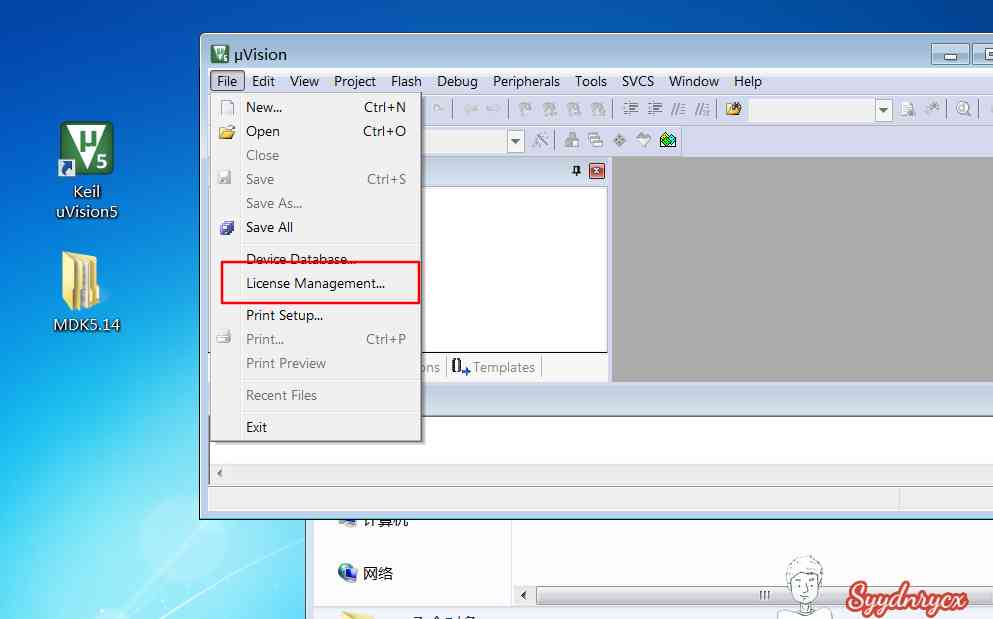 µVision
File Edit View Project Flash Debug Peripherals Tools SVCS Window Help
New... Ctrl+N
Open Ctrl+O
Close
Save Ctrl+S
Save As...
Save All
Device Database...
License Management...
Print Setup...
Print... Ctrl+P
Print Preview
Recent Files
Exit
Templates
µ5
Keil
uVision5
MDK5.14
计算机
网络
Syydnrycx